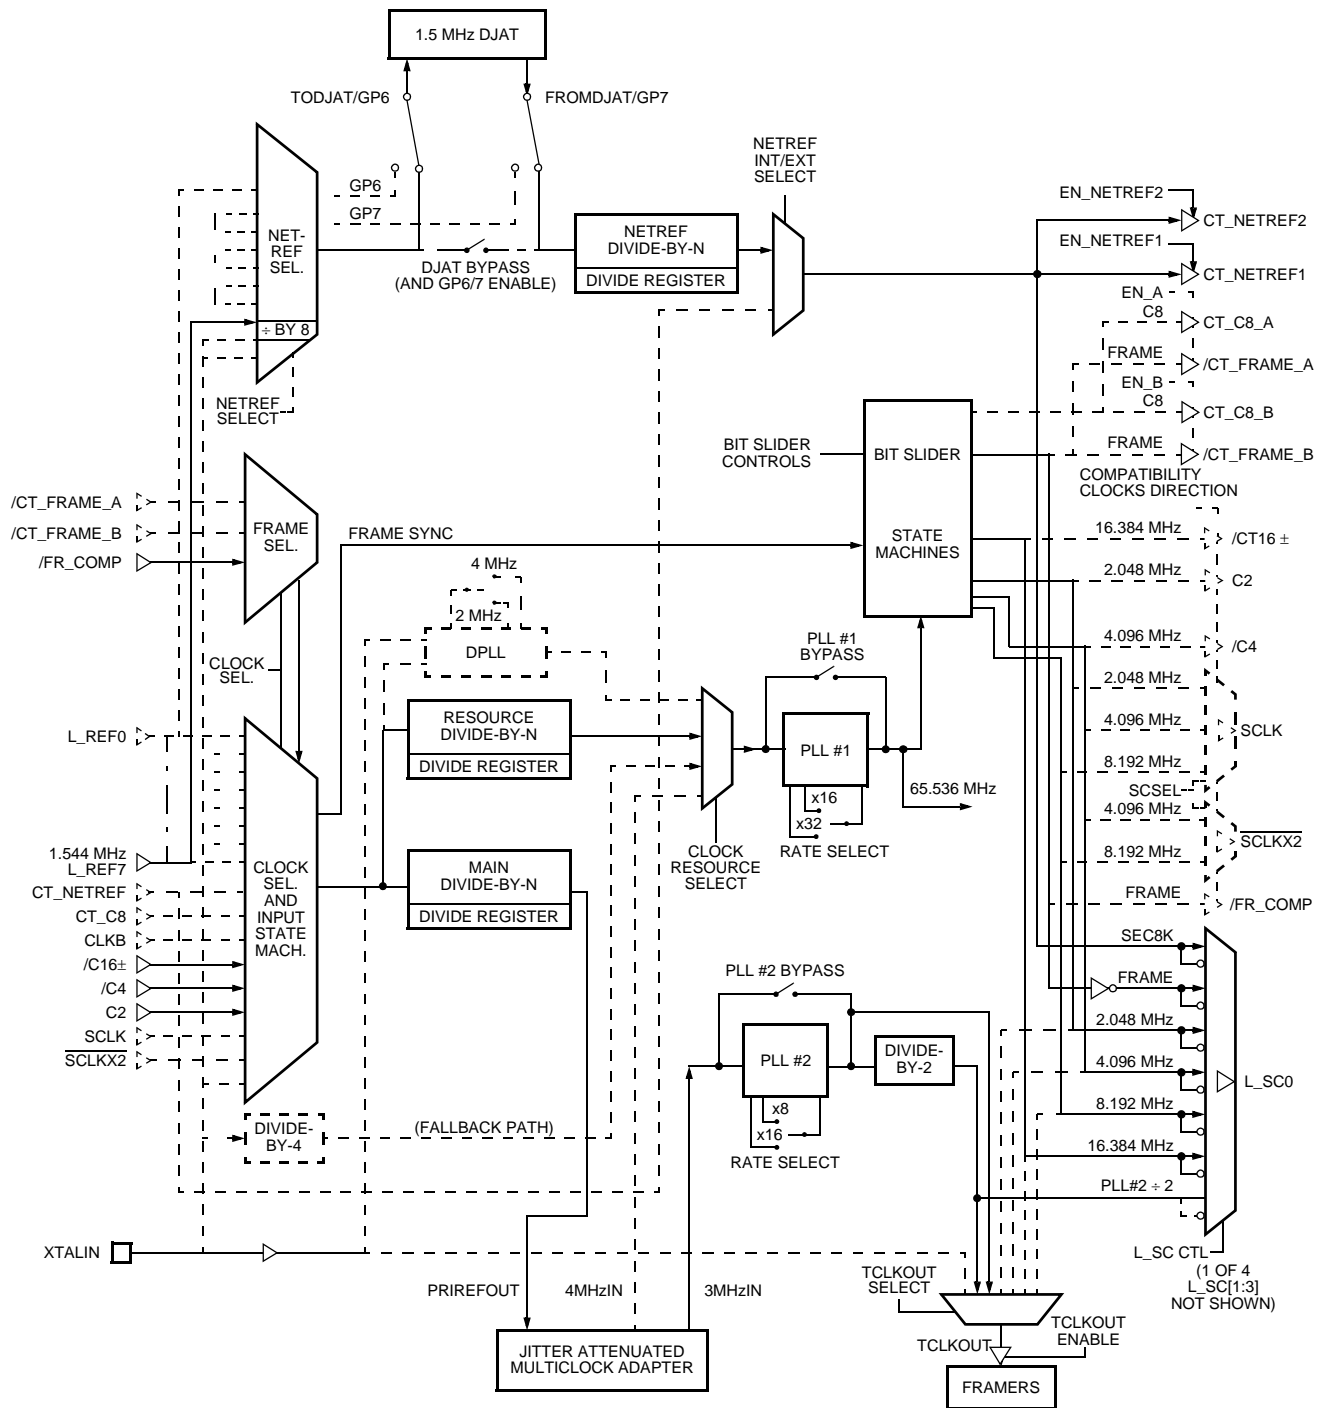 1.5 MHz DJAT
TODJAT/GP6
FROMDJAT/GP7
NETREF
INT/EXT
SELECT
GP6
GP7
NET-
REF
SEL.
÷ BY 8
NETREF
SELECT
DJAT BYPASS
(AND GP6/7 ENABLE)
NETREF
DIVIDE-BY-N
DIVIDE REGISTER
EN_NETREF2
CT_NETREF2
EN_NETREF1
CT_NETREF1
EN_A
C8
CT_C8_A
FRAME
/CT_FRAME_A
EN_B
C8
CT_C8_B
FRAME
/CT_FRAME_B
COMPATIBILITY
CLOCKS DIRECTION
BIT SLIDER
CONTROLS
BIT SLIDER
STATE
MACHINES
/CT_FRAME_A
/CT_FRAME_B
/FR_COMP
FRAME
SEL.
FRAME SYNC
4 MHz
2 MHz
DPLL
CLOCK
SEL.
16.384 MHz
/CT16 ±
2.048 MHz
C2
4.096 MHz
/C4
2.048 MHz
4.096 MHz
SCLK
8.192 MHz
SCSEL
4.096 MHz
SCLKX2
8.192 MHz
FRAME
/FR_COMP
PLL #1
BYPASS
PLL #1
x16
x32
RATE SELECT
65.536 MHz
RESOURCE
DIVIDE-BY-N
DIVIDE REGISTER
CLOCK
RESOURCE
SELECT
MAIN
DIVIDE-BY-N
DIVIDE REGISTER
L_REF0
1.544 MHz
L_REF7
CT_NETREF
CT_C8
CLKB
/C16±
/C4
C2
SCLK
SCLKX2
CLOCK
SEL.
AND
INPUT
STATE
MACH.
DIVIDE-
BY-4
(FALLBACK PATH)
PLL #2 BYPASS
PLL #2
x8
x16
RATE SELECT
DIVIDE-
BY-2
SEC8K
FRAME
2.048 MHz
4.096 MHz
L_SC0
8.192 MHz
16.384 MHz
PLL#2 ÷ 2
L_SC CTL
(1 OF 4
L_SC[1:3]
NOT SHOWN)
XTALIN
PRIREFOUT
4MHzIN
3MHzIN
JITTER ATTENUATED
MULTICLOCK ADAPTER
TCLKOUT
SELECT
TCLKOUT
TCLKOUT
ENABLE
FRAMERS